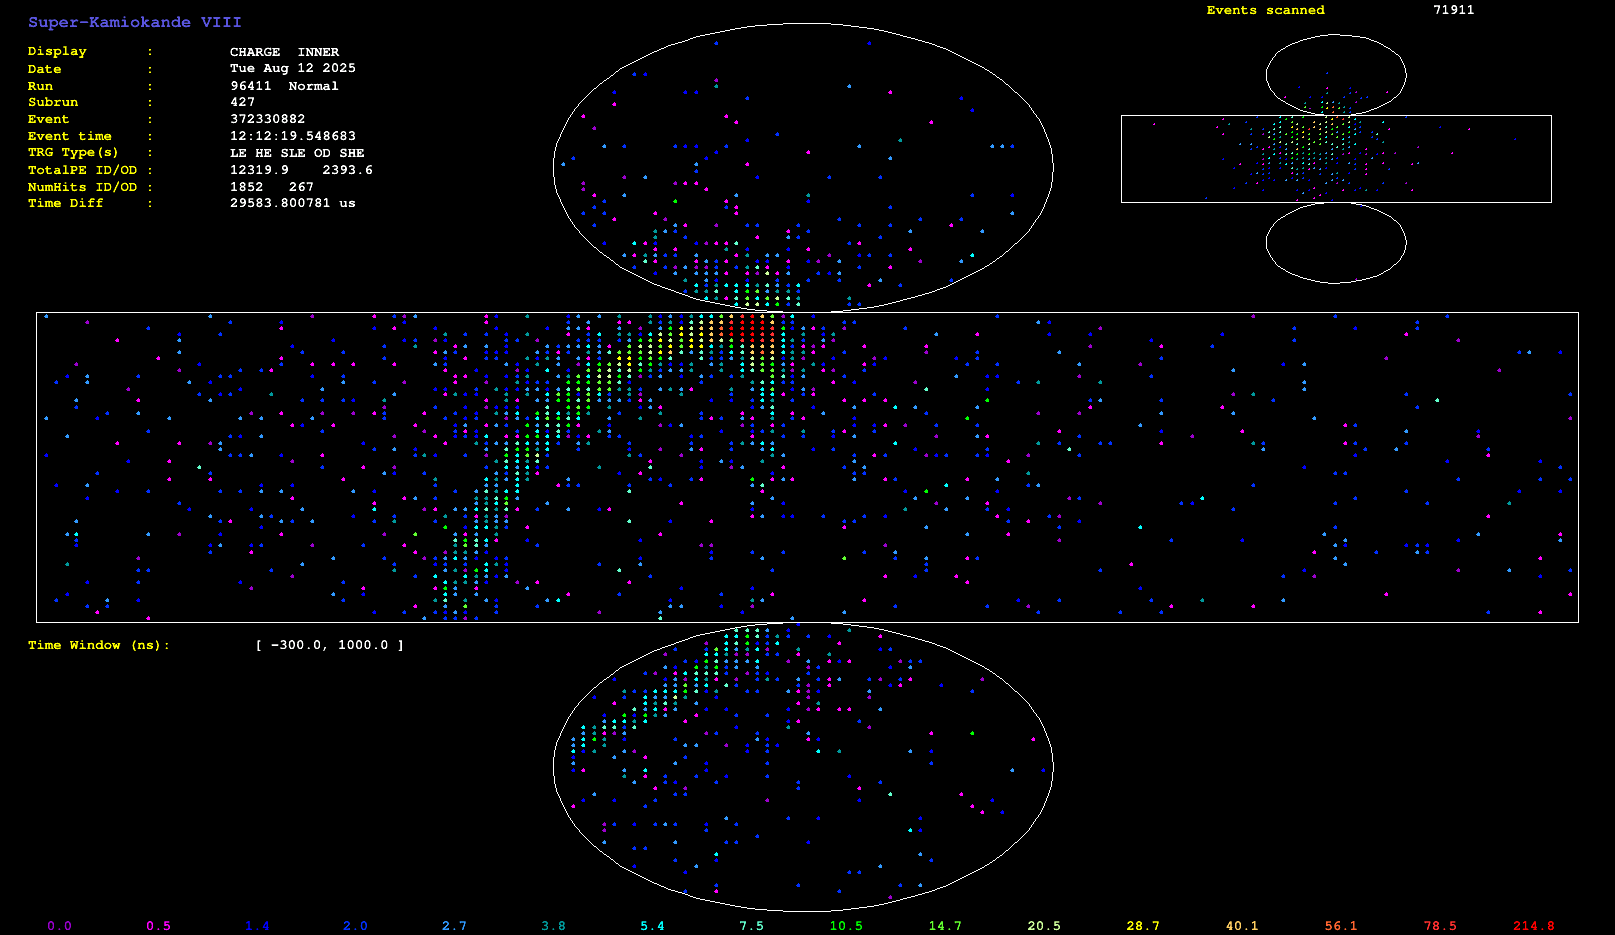 Super-Kamiokande VIII
Events scanned 71911
Display : CHARGE INNER
Date : Tue Aug 12 2025
Run : 96411 Normal
Subrun : 427
Event : 372330882
Event time : 12:12:19.548683
TRG Type(s) : LE HE SLE OD SHE
TotalPE ID/OD : 12319.9 2393.6
NumHits ID/OD : 1852 267
Time Diff : 29583.800781 us
Time Window (ns): [ -300.0, 1000.0 ]
0.0 0.5 1.4 2.0 2.7 3.8 5.4 7.5 10.5 14.7 20.5 28.7 40.1 56.1 78.5 214.8